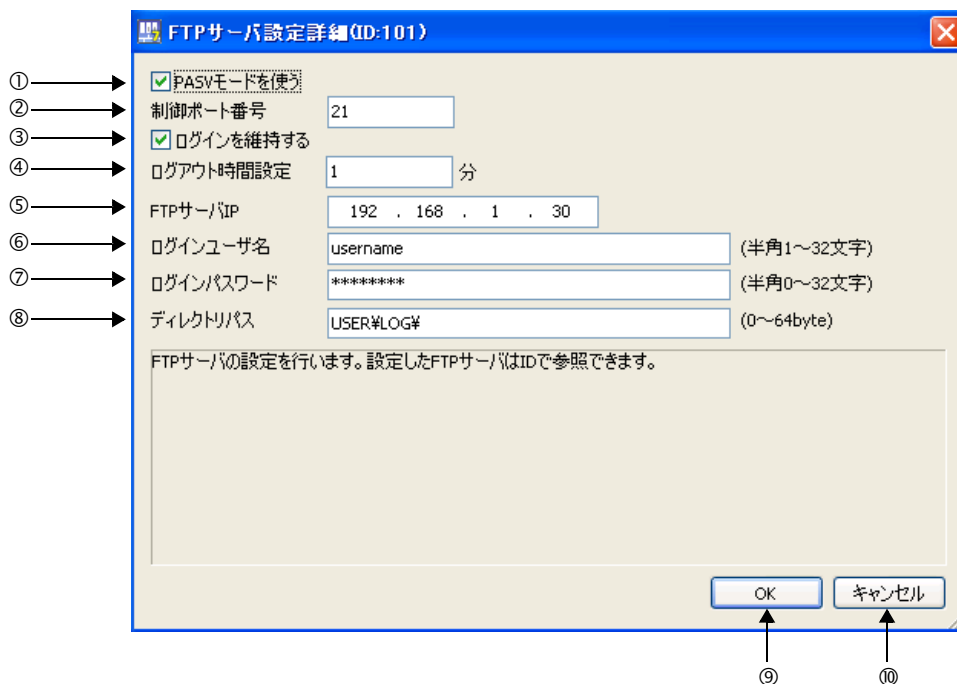 FTPサーバ設定詳細(ID:101)
① PASVモードを使う
② 制御ポート番号 21
③ ログインを維持する
④ ログアウト時間設定 1 分
⑤ FTPサーバIP 192 . 168 . 1 . 30
⑥ ログインユーザ名 username (半角1～32文字)
⑦ ログインパスワード ******** (半角0～32文字)
⑧ ディレクトリパス USER¥LOG¥ (0～64byte)
FTPサーバの設定を行います。設定したFTPサーバはIDで参照できます。
OK キャンセル
⑨ ⑩